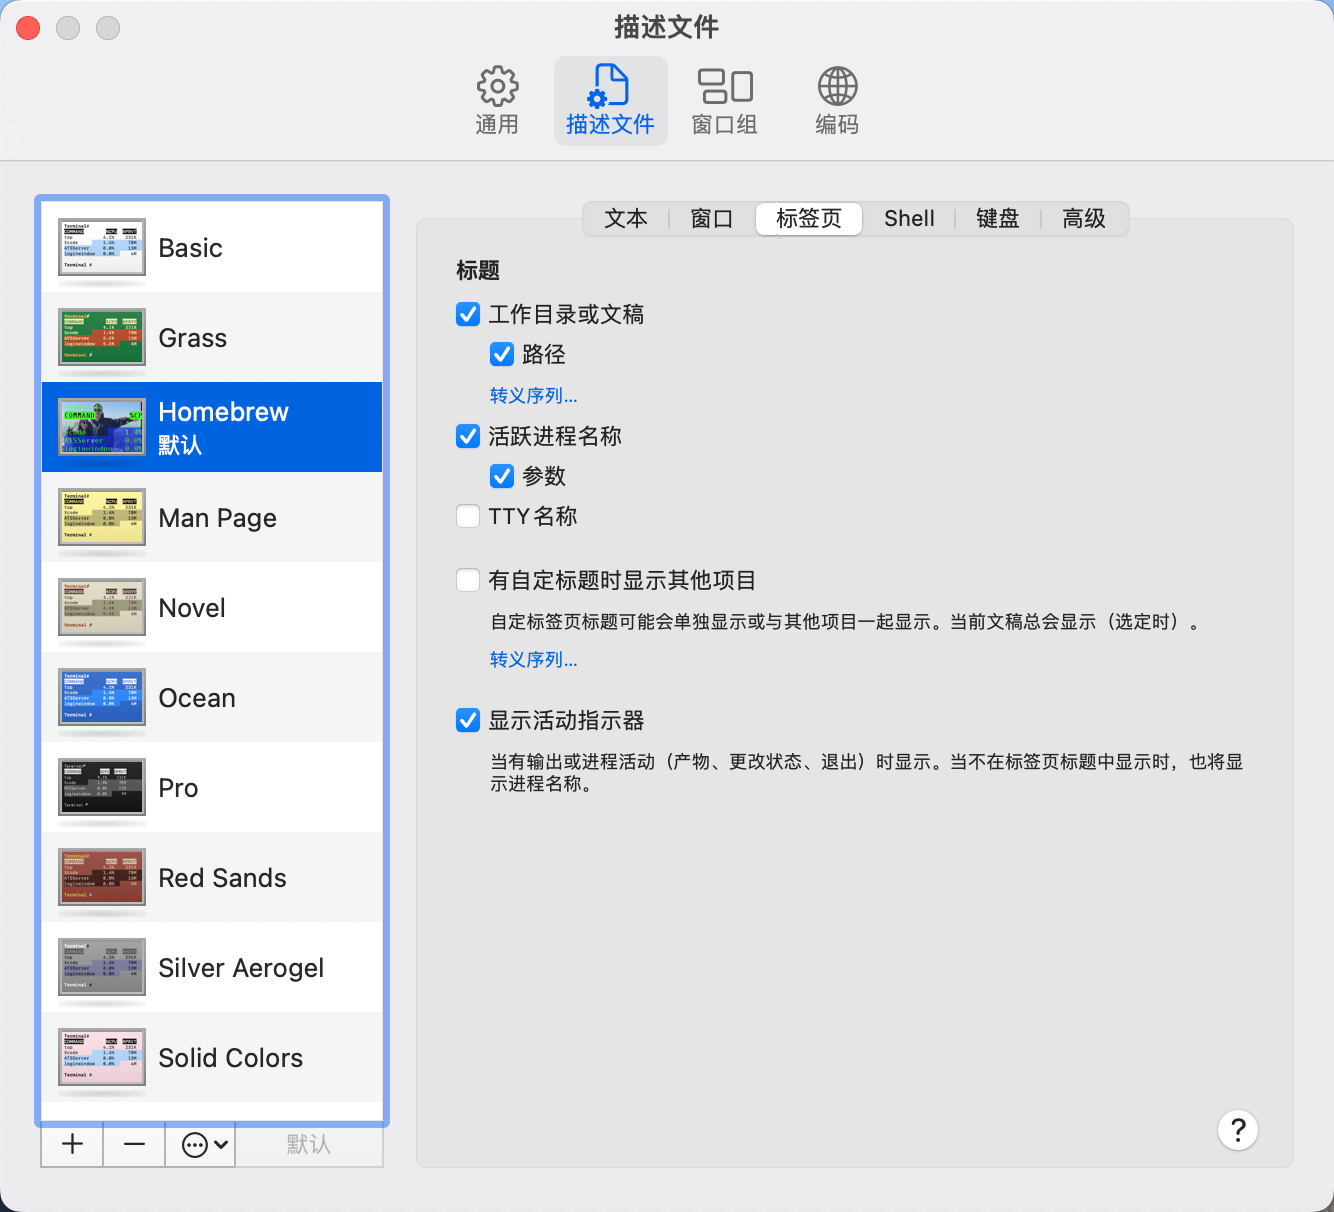 描述文件
通用
描述文件
窗口组
编码
Basic
Grass
Homebrew
默认
Man Page
Novel
Ocean
Pro
Red Sands
Silver Aerogel
Solid Colors
默认
文本
窗口
标签页
Shell
键盘
高级
标题
工作目录或文稿
路径
转义序列...
活跃进程名称
参数
TTY 名称
有自定标题时显示其他项目
自定标签页标题可能会单独显示或与其他项目一起显示。当前文稿总会显示（选定时）。
转义序列...
显示活动指示器
当有输出或进程活动（产物、更改状态、退出）时显示。当不在标签页标题中显示时，也将显
示进程名称。
?